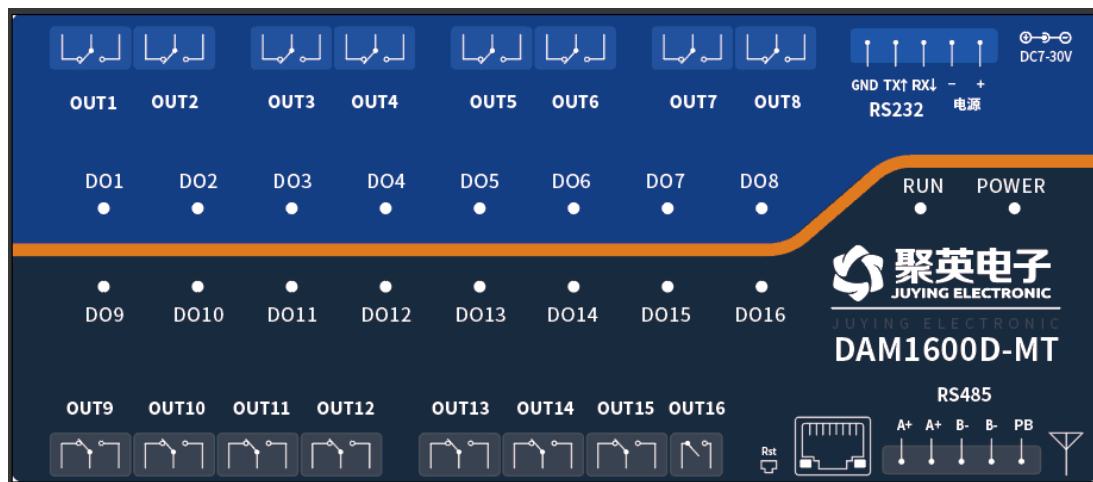 DC7-30V
GND TX↑ RX↓ - +
OUT1 OUT2 OUT3 OUT4 OUT5 OUT6 OUT7 OUT8 RS232 电源
DO1 DO2 DO3 DO4 DO5 DO6 DO7 DO8 RUN POWER
聚英电子
JUYING ELECTRONIC
DO9 DO10 DO11 DO12 DO13 DO14 DO15 DO16
JUYING ELECTRONIC
DAM1600D-MT
RS485
OUT9 OUT10 OUT11 OUT12 OUT13 OUT14 OUT15 OUT16
A+ A+ B- B- PB
Rst